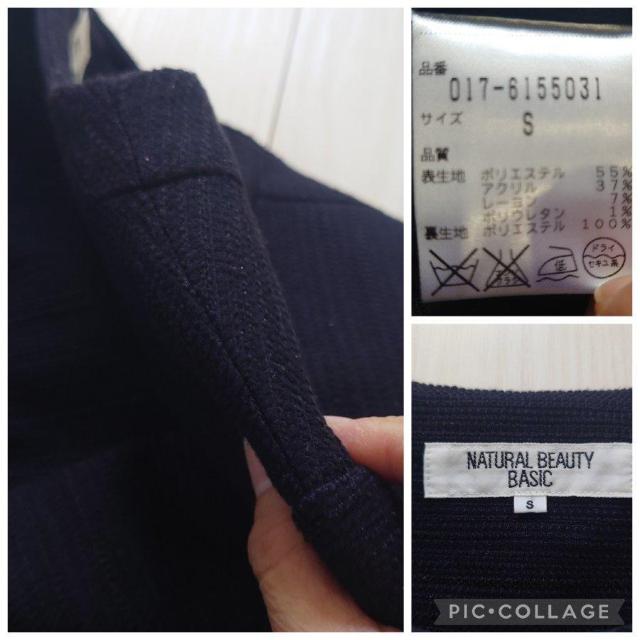 品番
017-6155031
サイズ
S
品質
表生地 ポリエステル 55%
アクリル 37%
レーヨン 7%
ポリウレタン 1%
裏生地 ポリエステル 100%
低
ドライ
セキユ系
NATURAL BEAUTY
BASIC
S
PIC•COLLAGE